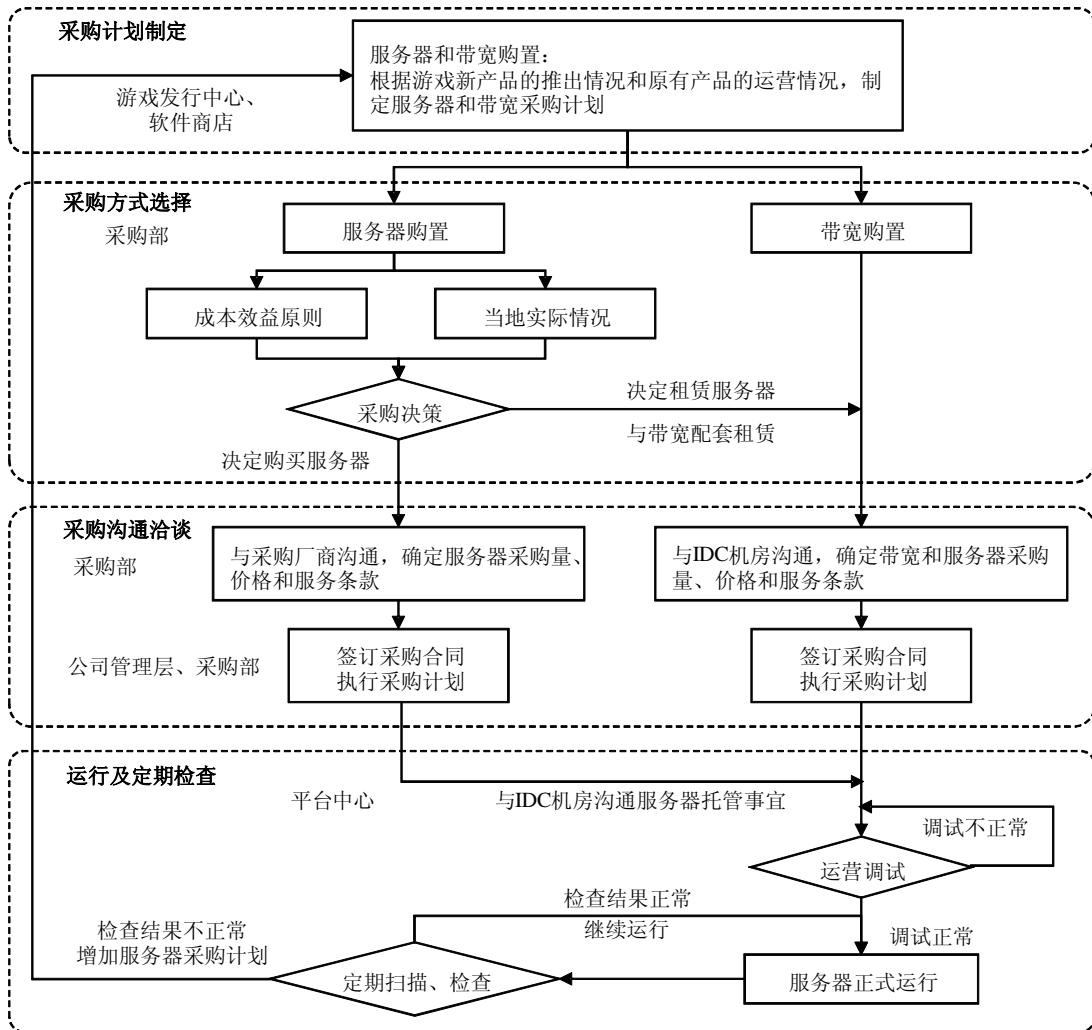 采购计划制定
服务器和带宽购置：
根据游戏新产品的推出情况和原有产品的运营情况，制
定服务器和带宽采购计划
游戏发行中心、
软件商店
采购方式选择
采购部
服务器购置
带宽购置
成本效益原则
当地实际情况
采购决策
决定租赁服务器
与带宽配套租赁
决定购买服务器
采购沟通洽谈
采购部
与采购厂商沟通，确定服务器采购量、
价格和服务条款
与IDC机房沟通，确定带宽和服务器采购
量、价格和服务条款
公司管理层、采购部
签订采购合同
执行采购计划
签订采购合同
执行采购计划
运行及定期检查
平台中心
与IDC机房沟通服务器托管事宜
调试不正常
运营调试
检查结果正常
继续运行
检查结果不正常
增加服务器采购计划
调试正常
定期扫描、检查
服务器正式运行